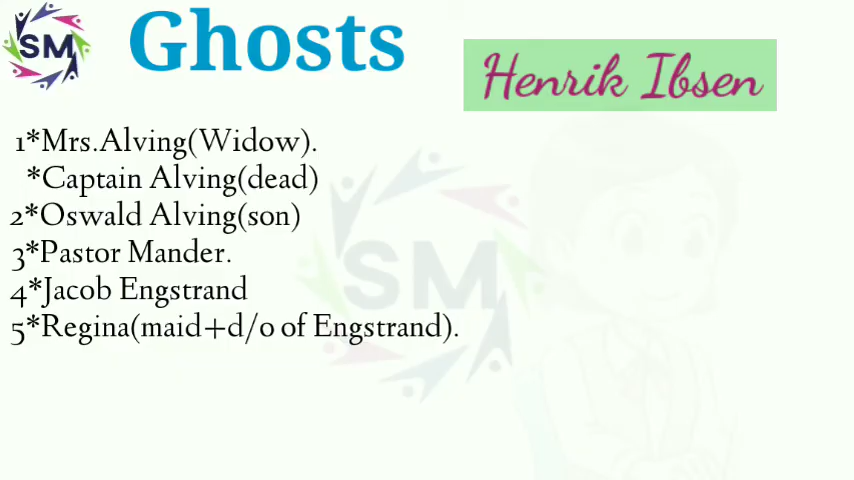 SM
Ghosts
Henrik Ibsen
1*Mrs.Alving(Widow).
*Captain Alving(dead)
2*Oswald Alving(son)
3*Pastor Mander.
4*Jacob Engstrand
5*Regina(maid+d/o of Engstrand).
SM